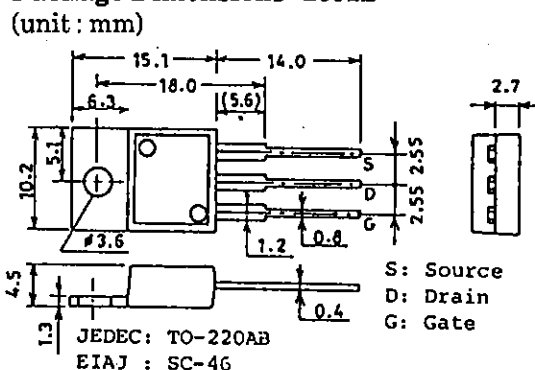 (unit : mm)
15.1
14.0
18.0
6.3
(5.6)
2.7
10.2
5.1
S
D
G
2.55
2.55
ø3.6
1.2
0.8
4.5
1.3
0.4
S: Source
D: Drain
G: Gate
JEDEC: TO-220AB
EIAJ : SC-46